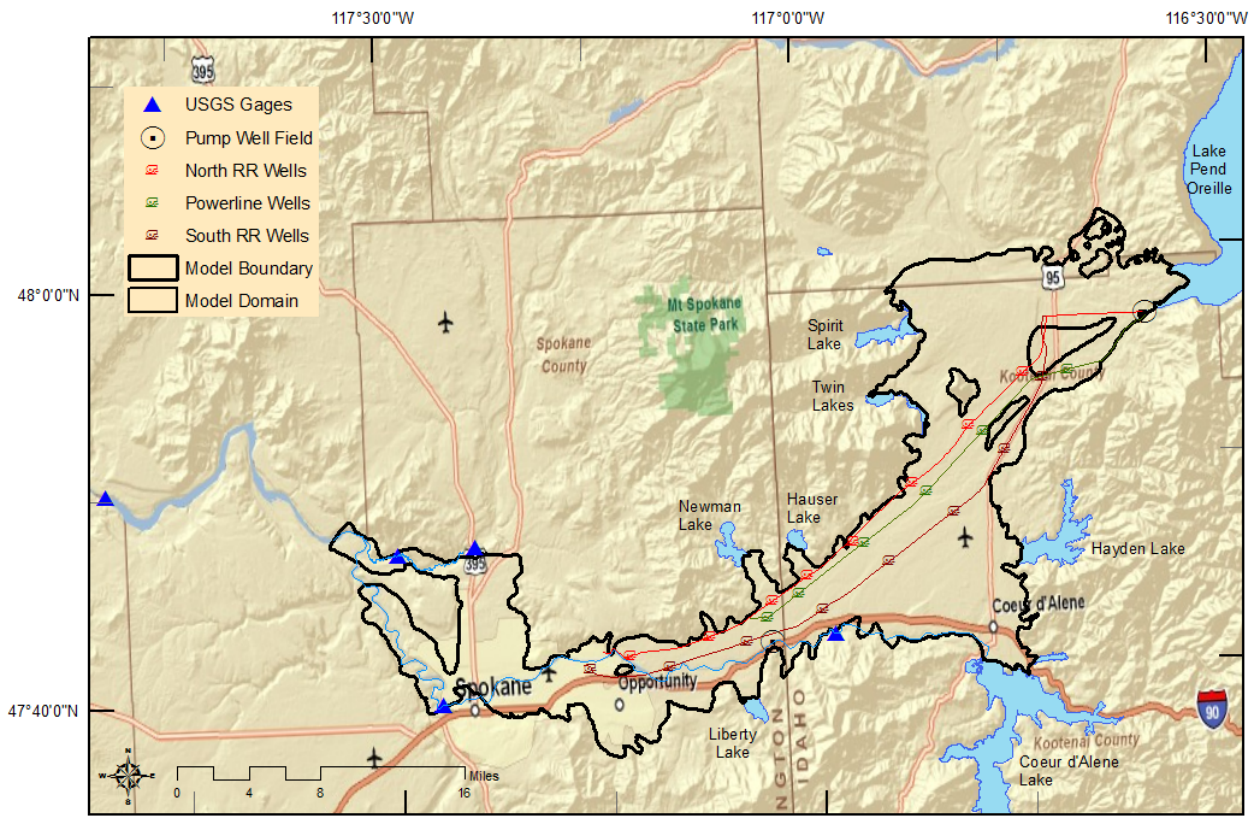 117°30'0"W
117°0'0"W
116°30'0"W
395
USGS Gages
Pump Well Field
North RR Wells
Powerline Wells
South RR Wells
Model Boundary
Model Domain
Lake
Pend
Oreille
95
48°0'0"N
Mt Spokane
State Park
Spirit
Lake
Spokane
County
Kootenai County
Twin
Lakes
Newman
Lake
Hauser
Lake
Hayden Lake
395
Coeur d'Alene
Spokane
Opportunity
47°40'0"N
Liberty
Lake
NGTON
IDAHO
90
Kootenai County
Coeur d'Alene
Lake
N
W
E
S
Miles
0
4
8
16